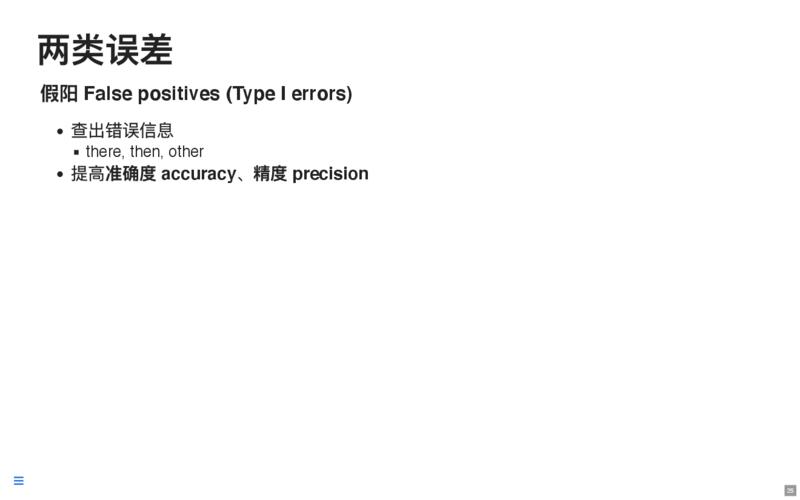 两类误差
假阳 False positives (Type I errors)
• 查出错误信息
▪ there, then, other
• 提高准确度 accuracy、精度 precision
25